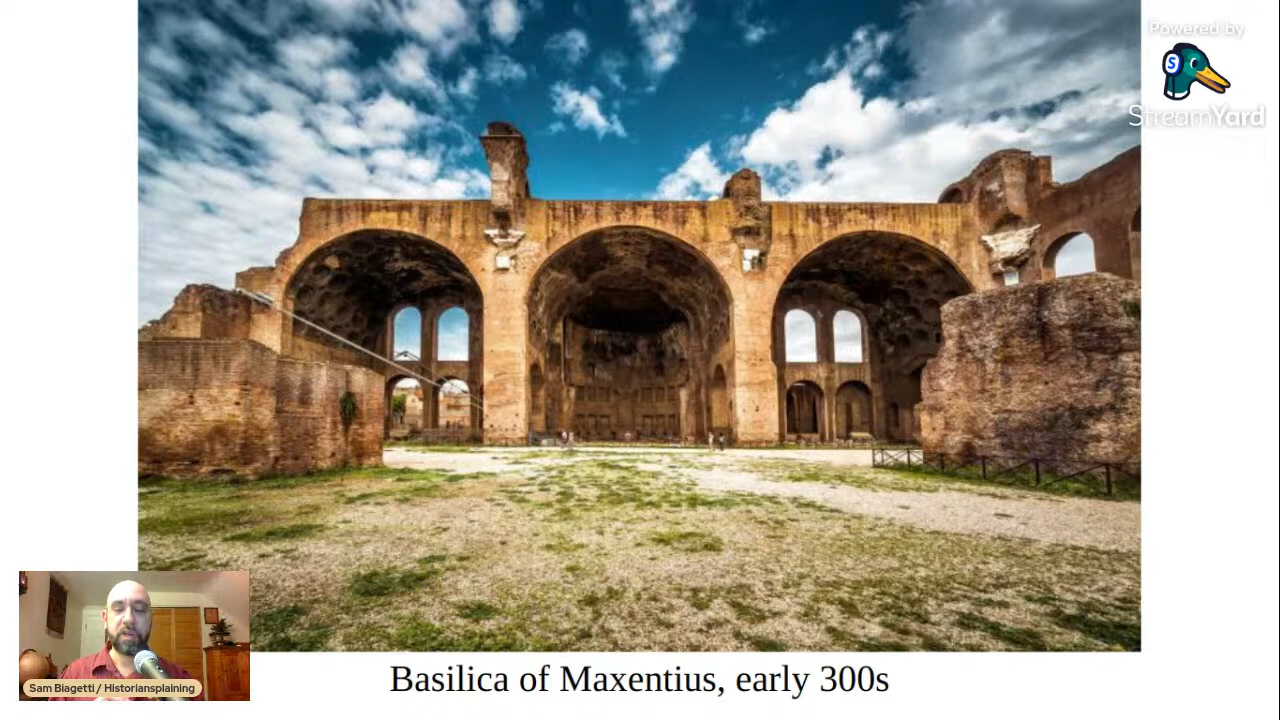 Powered by
S
StreamYard
Sam Biagetti / Historiansplaining
Basilica of Maxentius, early 300s